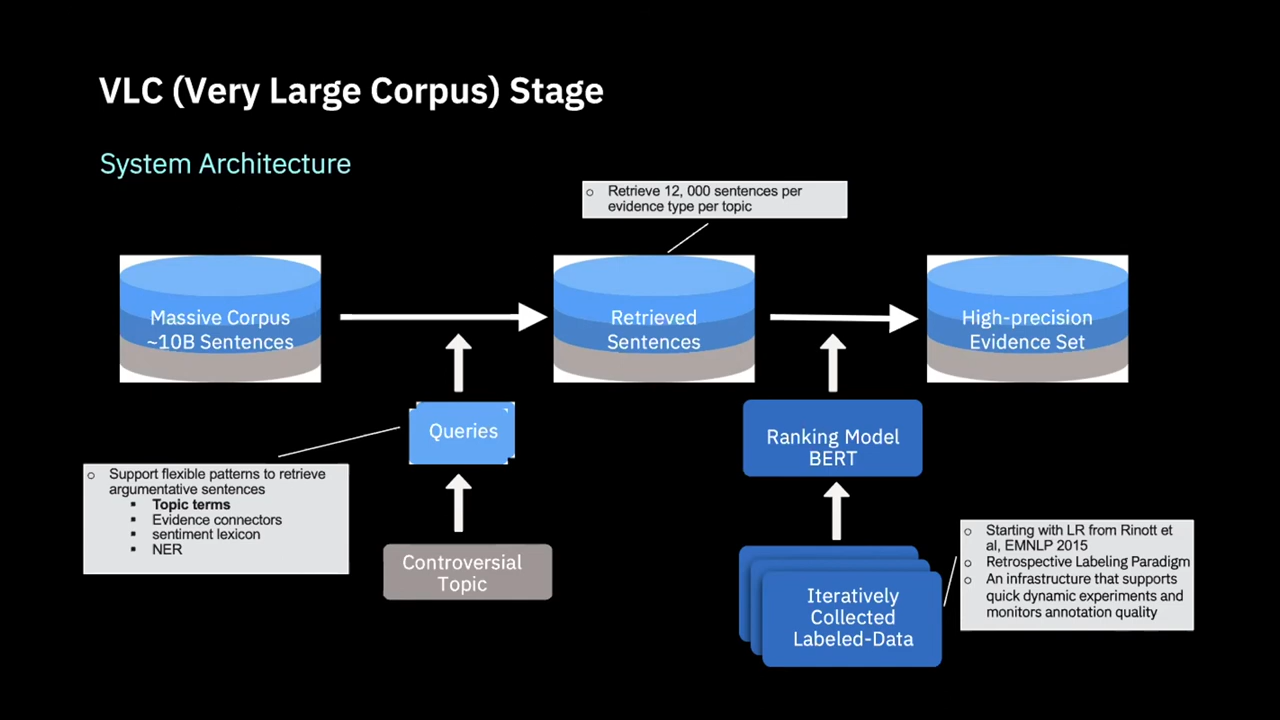 VLC (Very Large Corpus) Stage
System Architecture
o Retrieve 12, 000 sentences per
evidence type per topic
Massive Corpus
~10B Sentences
Retrieved
Sentences
High-precision
Evidence Set
Queries
Ranking Model
BERT
o Support flexible patterns to retrieve
argumentative sentences
▪ Topic terms
▪ Evidence connectors
▪ sentiment lexicon
▪ NER
Controversial
Topic
Iteratively
Collected
Labeled-Data
o Starting with LR from Rinott et
al, EMNLP 2015
o Retrospective Labeling Paradigm
o An infrastructure that supports
quick dynamic experiments and
monitors annotation quality